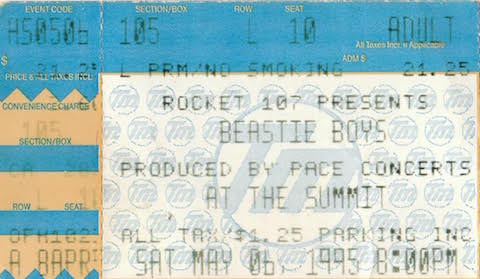 EVENT CODE SECTION/BOX ROW SEAT
AS0506 105 L 10 ADULT
All Taxes Incl. if Applicable
$ ADM $
L PRM/NO SMOKING 21.25
PRICE & ALL TAXES INCL
ROCKET 107 PRESENTS
CONVENIENCE CHARGE
BEASTIE BOYS
105
SECTION/BOX
PRODUCED BY PACE CONCERTS
AT THE SUMMIT
ROW SEAT
ALL TAX/$1.25 PARKING INC
SAT MAY 06, 1995 8:00PM